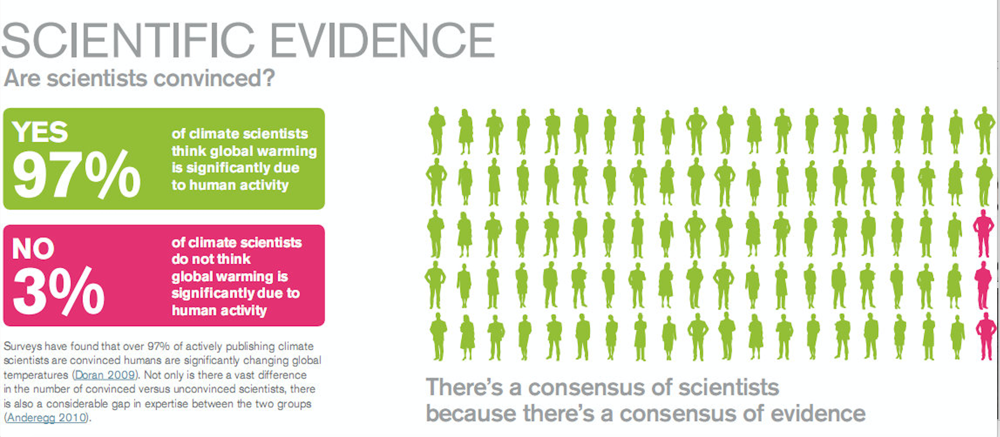 SCIENTIFIC EVIDENCE
Are scientists convinced?
YES
97%
of climate scientists
think global warming
is significantly due
to human activity
NO
3%
of climate scientists
do not think
global warming is
significantly due to
human activity
Surveys have found that over 97% of actively publishing climate
scientists are convinced humans are significantly changing global
temperatures (Doran 2009). Not only is there a vast difference
in the number of convinced versus unconvinced scientists, there
is also a considerable gap in expertise between the two groups
(Anderegg 2010).
There's a consensus of scientists
because there's a consensus of evidence